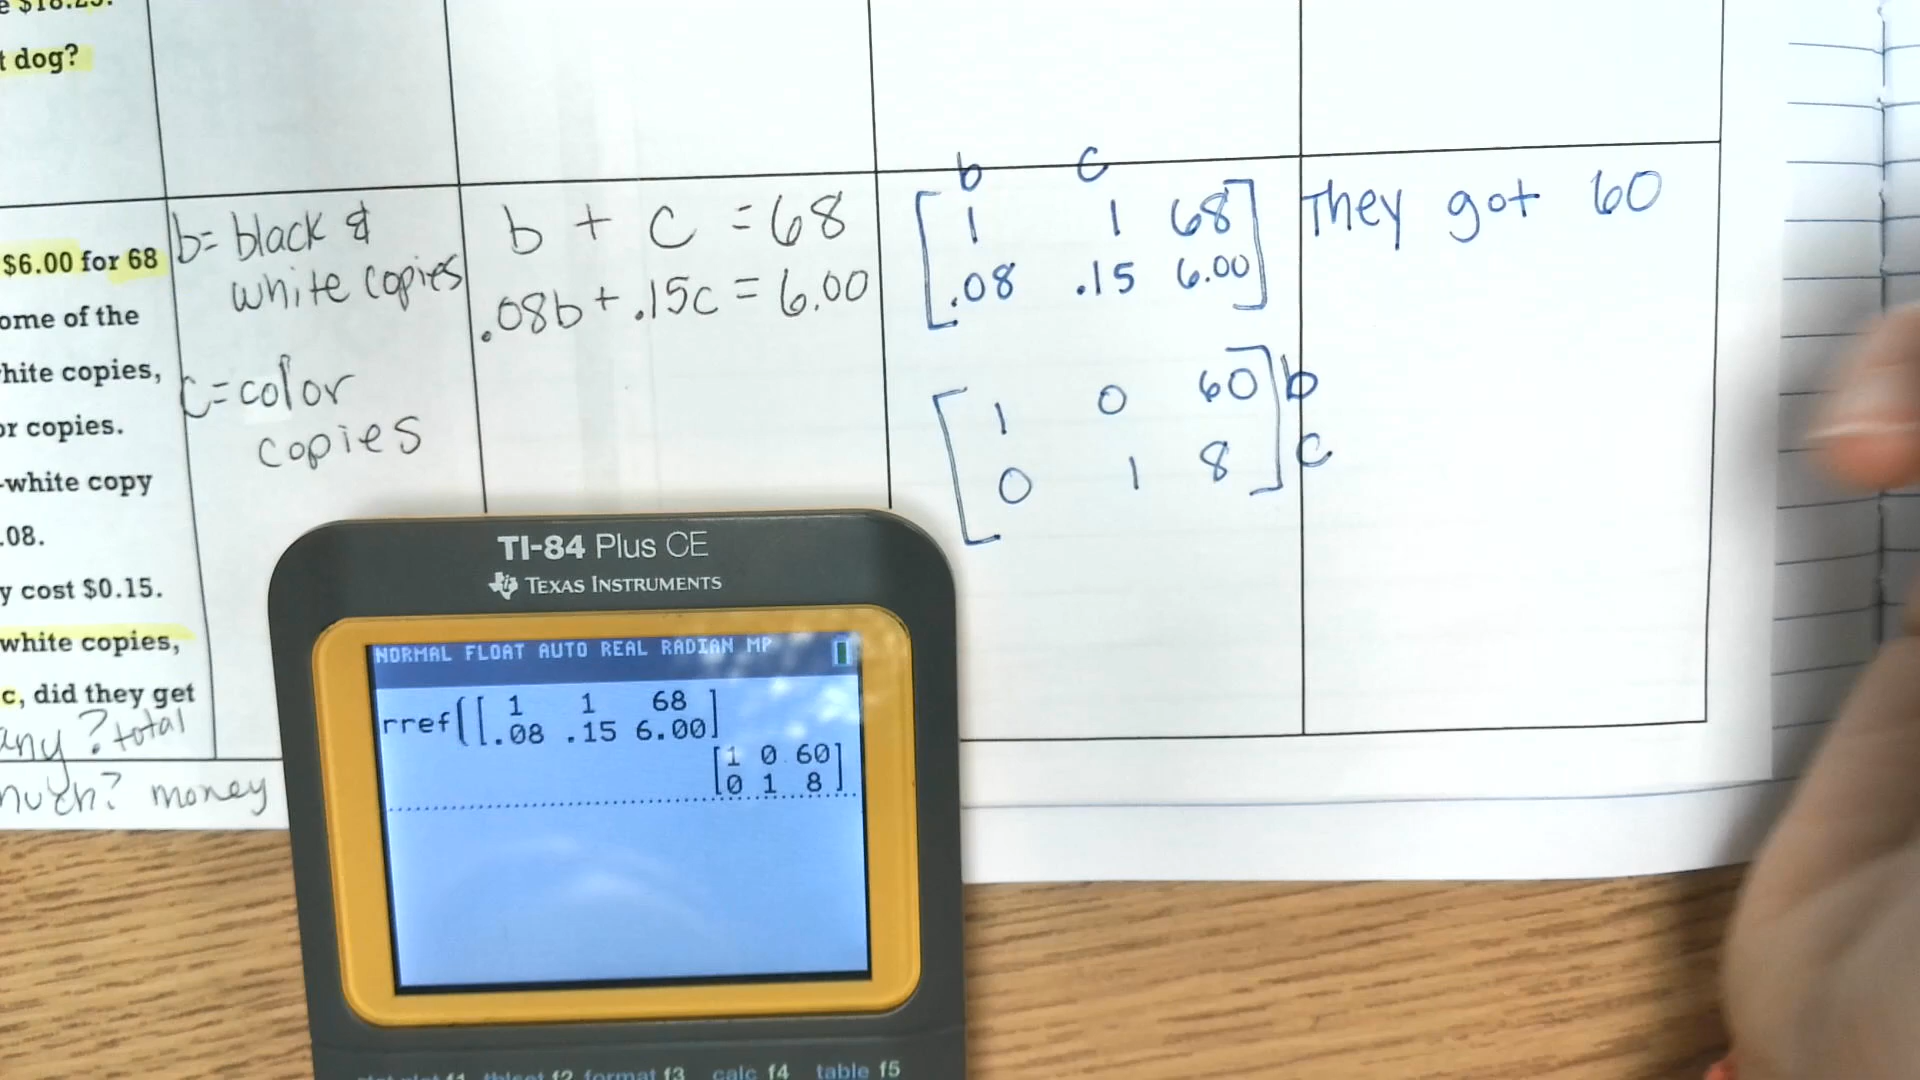 $18.25.
t dog?
$6.00 for 68
ome of the
hite copies,
or copies.
-white copy
.08.
y cost $0.15.
white copies,
c, did they get
any ? total
much? money
b= black &
white copies
c=color
copies
b + c = 68
.08b + .15c = 6.00
b c
1 1 68
.08 .15 6.00
1 0 60 b
0 1 8 c
They got 60
TI-84 Plus CE
TEXAS INSTRUMENTS
NORMAL FLOAT AUTO REAL RADIAN MP
rref([ 1 1 68
.08 .15 6.00]
[1 0 60]
[0 1 8]
format f3 calc f4 table f5